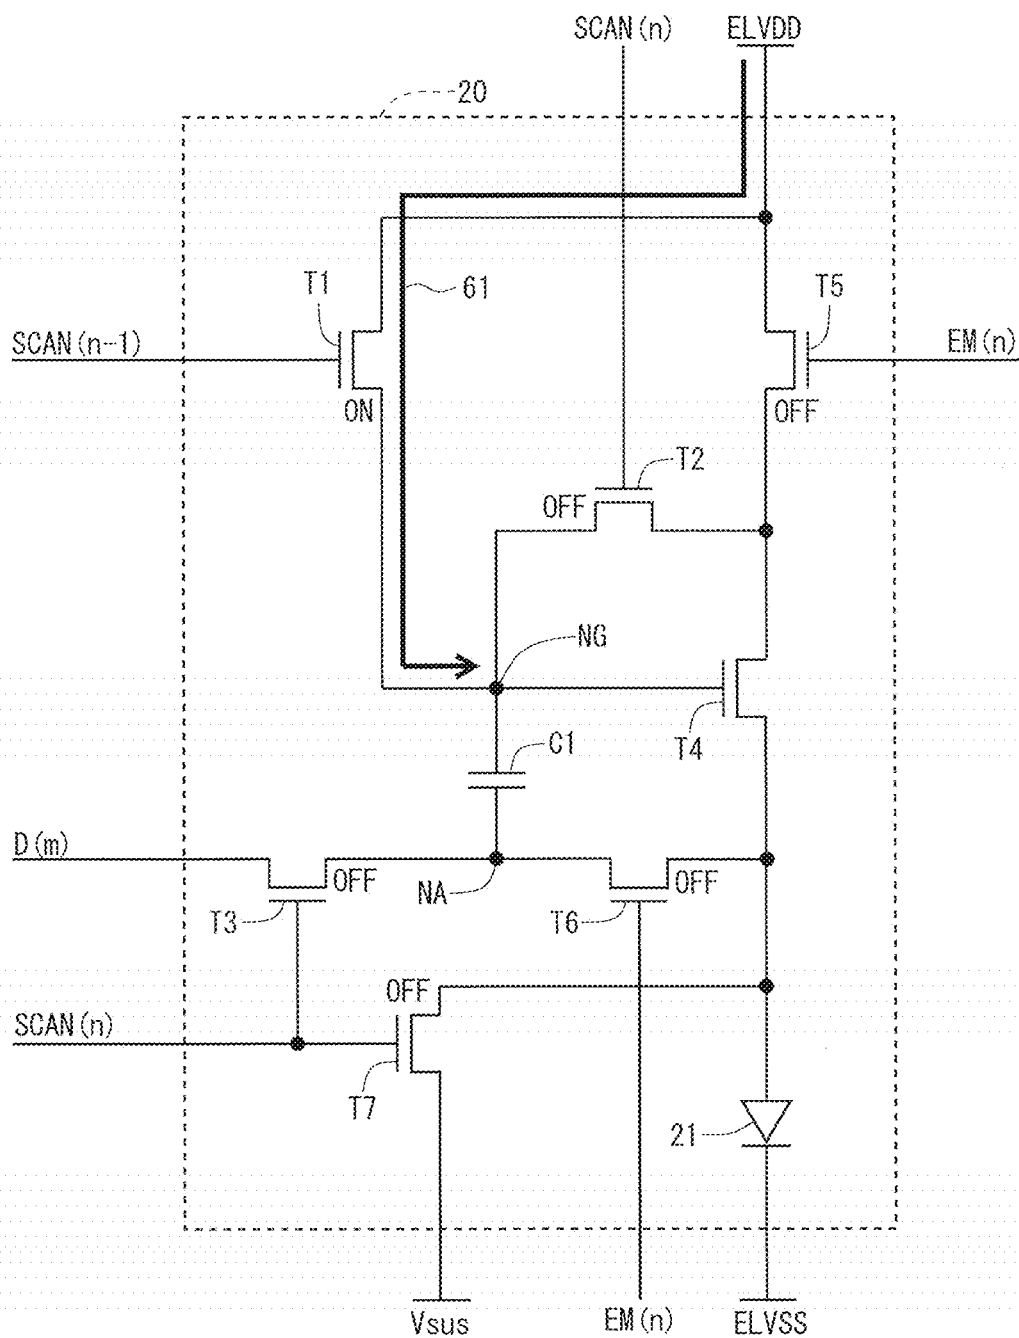 SCAN(n)
ELVDD
20
T1
61
T5
SCAN(n-1)
EM(n)
ON
OFF
T2
OFF
NG
T4
C1
D(m)
OFF
NA
OFF
T3
T6
OFF
SCAN(n)
T7
21
Vsus
EM(n)
ELVSS